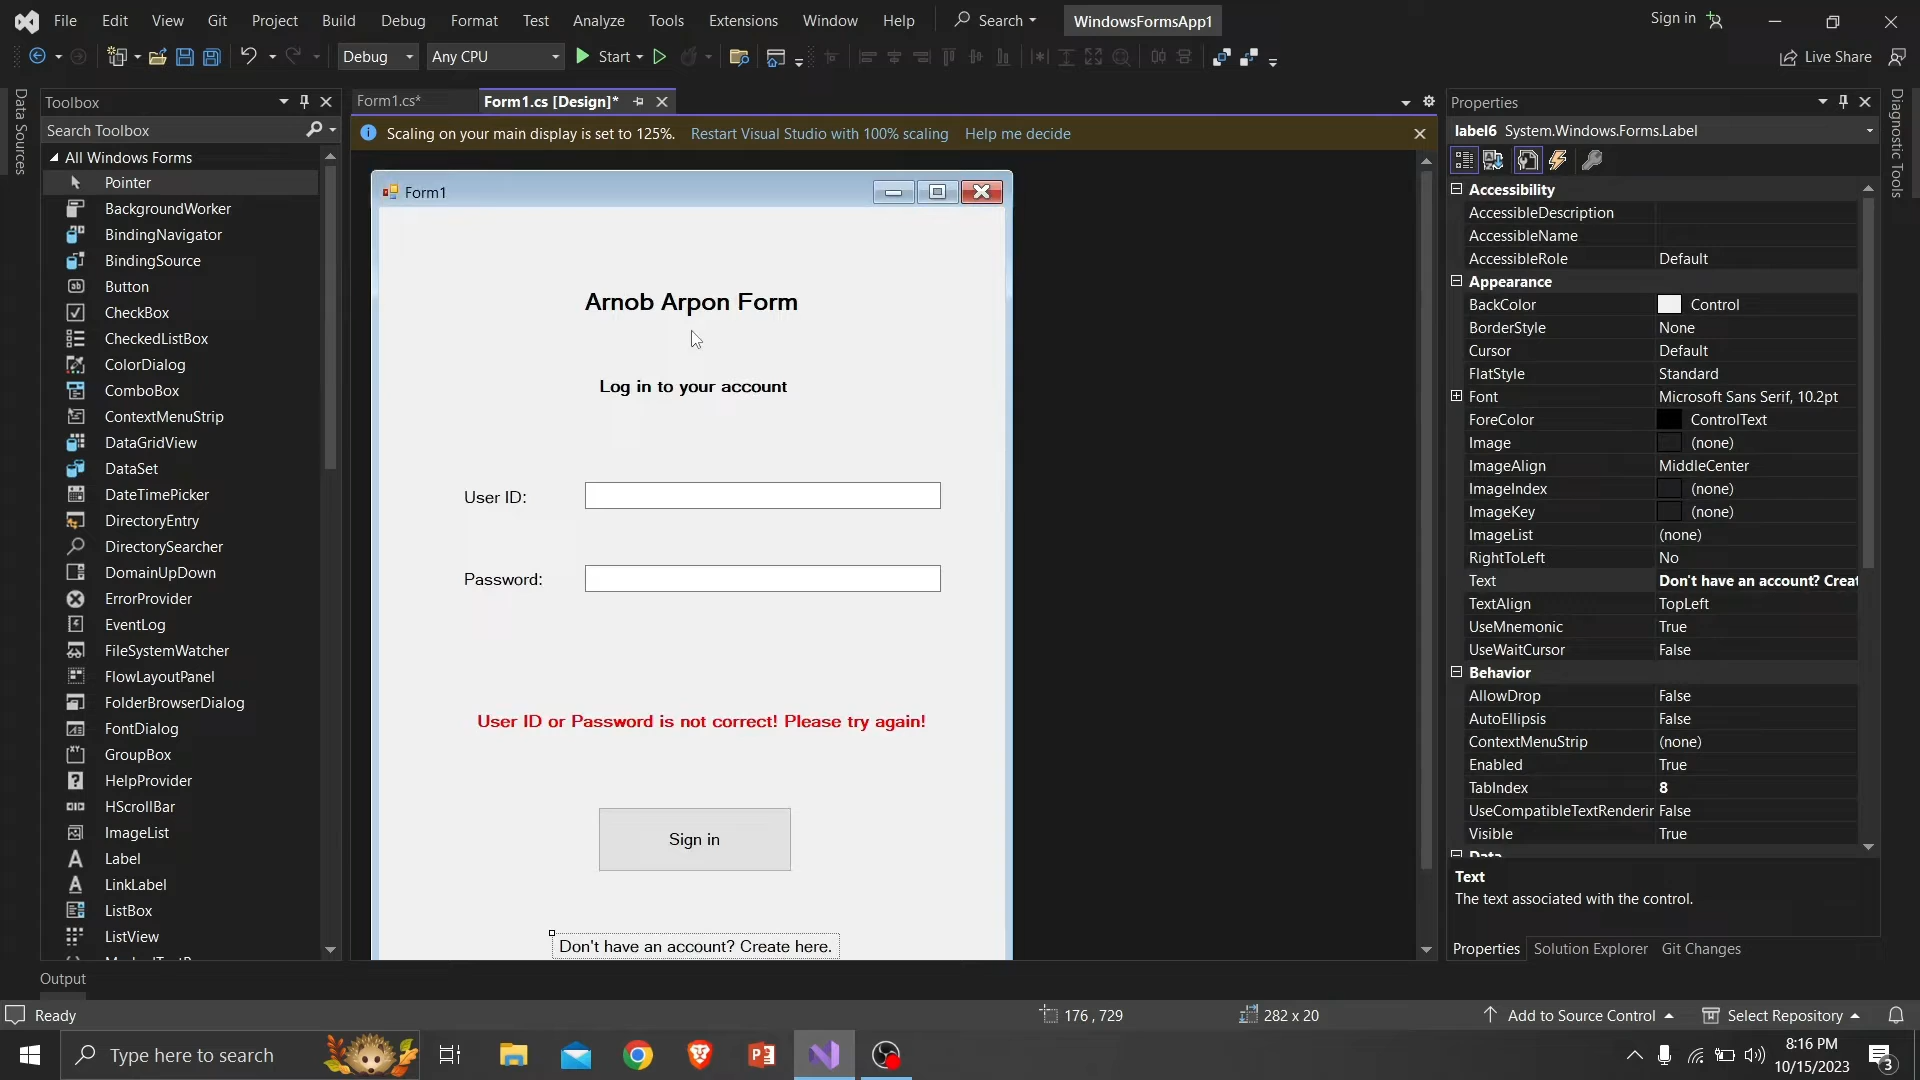 File Edit View Git Project Build Debug Format Test Analyze Tools Extensions Window Help Search WindowsFormsApp1 Sign in
Debug Any CPU Start Live Share
Data Sources
Toolbox
Search Toolbox
All Windows Forms
Pointer
BackgroundWorker
BindingNavigator
BindingSource
Button
CheckBox
CheckedListBox
ColorDialog
ComboBox
ContextMenuStrip
DataGridView
DataSet
DateTimePicker
DirectoryEntry
DirectorySearcher
DomainUpDown
ErrorProvider
EventLog
FileSystemWatcher
FlowLayoutPanel
FolderBrowserDialog
FontDialog
GroupBox
HelpProvider
HScrollBar
ImageList
Label
LinkLabel
ListBox
ListView
Form1.cs* Form1.cs [Design]*
Scaling on your main display is set to 125%. Restart Visual Studio with 100% scaling Help me decide
Form1
Arnob Arpon Form
Log in to your account
User ID:
Password:
User ID or Password is not correct! Please try again!
Sign in
Don't have an account? Create here.
Properties
label6 System.Windows.Forms.Label
Accessibility
AccessibleDescription
AccessibleName
AccessibleRole Default
Appearance
BackColor Control
BorderStyle None
Cursor Default
FlatStyle Standard
Font Microsoft Sans Serif, 10.2pt
ForeColor ControlText
Image (none)
ImageAlign MiddleCenter
ImageIndex (none)
ImageKey (none)
ImageList (none)
RightToLeft No
Text Don't have an account? Creat
TextAlign TopLeft
UseMnemonic True
UseWaitCursor False
Behavior
AllowDrop False
AutoEllipsis False
ContextMenuStrip (none)
Enabled True
TabIndex 8
UseCompatibleTextRenderir False
Visible True
Data
Text
The text associated with the control.
Properties Solution Explorer Git Changes
Diagnostic Tools
Output
Ready 176 , 729 282 x 20 Add to Source Control Select Repository
Type here to search
8:16 PM
10/15/2023
3